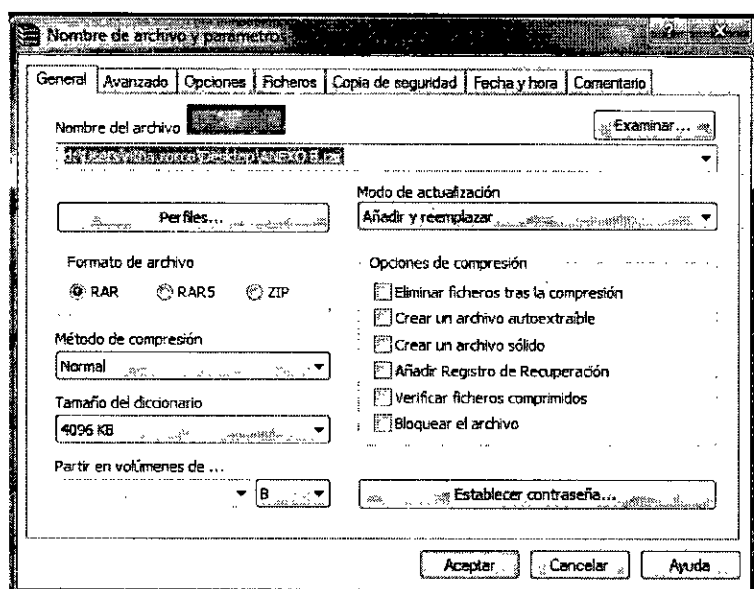 Nombre de archivo y parámetros
? X
General Avanzado Opciones Ficheros Copia de seguridad Fecha y hora Comentario
Nombre del archivo
Examinar...
Desktop\ANEXO B.rar
Modo de actualización
Perfiles...
Añadir y reemplazar
Formato de archivo
Opciones de compresión
RAR RAR5 ZIP
Eliminar ficheros tras la compresión
Crear un archivo autoextraíble
Método de compresión
Crear un archivo sólido
Normal
Añadir Registro de Recuperación
Tamaño del diccionario
Verificar ficheros comprimidos
4096 KB
Bloquear el archivo
Partir en volúmenes de ...
B
Establecer contraseña...
Aceptar Cancelar Ayuda